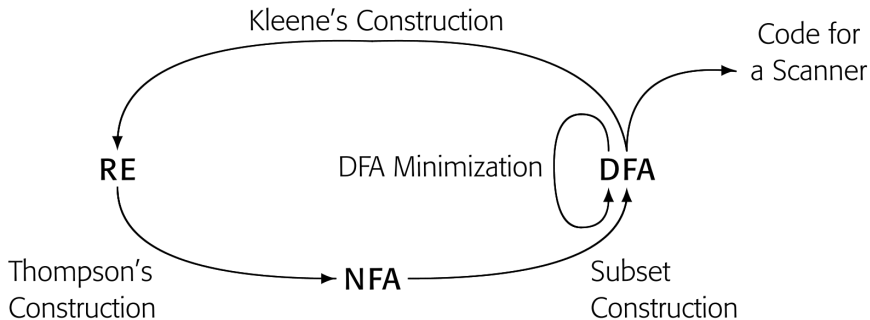 Kleene’s Construction
Code for
a Scanner
RE
DFA Minimization
DFA
Thompson’s
Construction
NFA
Subset
Construction